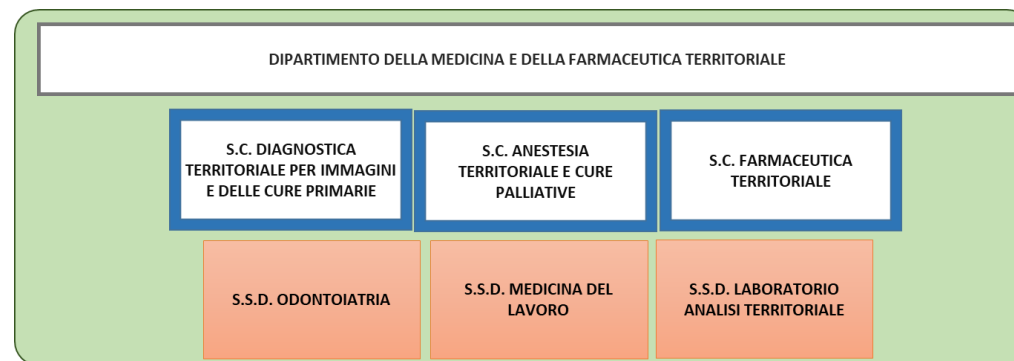 DIPARTIMENTO DELLA MEDICINA E DELLA FARMACEUTICA TERRITORIALE
S.C. DIAGNOSTICA
TERRITORIALE PER IMMAGINI
E DELLE CURE PRIMARIE
S.C. ANESTESIA
TERRITORIALE E CURE
PALLIATIVE
S.C. FARMACEUTICA
TERRITORIALE
S.S.D. ODONTOIATRIA
S.S.D. MEDICINA DEL
LAVORO
S.S.D. LABORATORIO
ANALISI TERRITORIALE